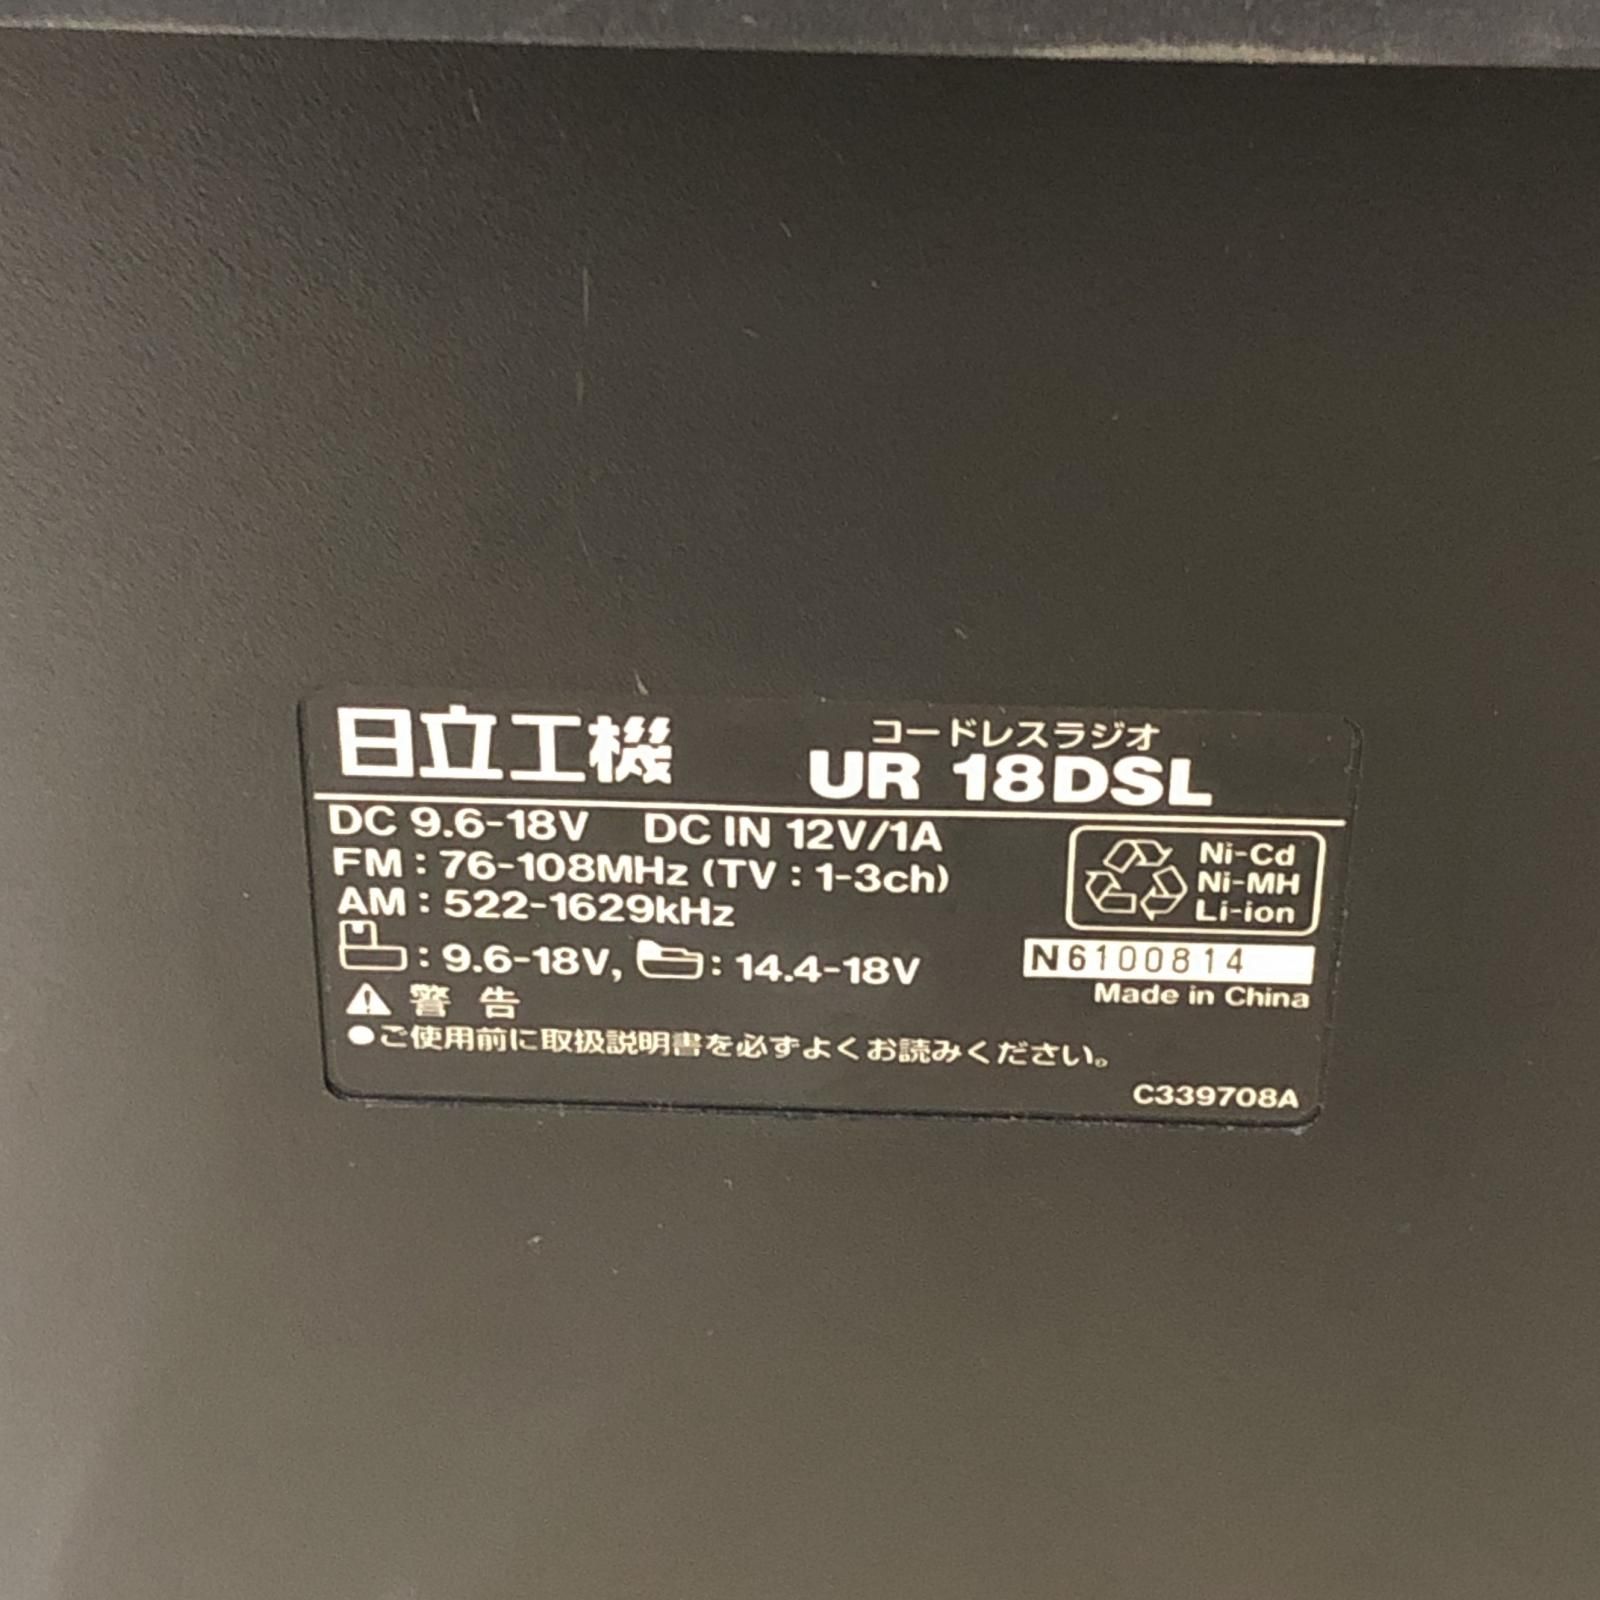 日立工機
コードレスラジオ
UR 18DSL
DC 9.6-18V DC IN 12V/1A
FM : 76-108MHz (TV : 1-3ch)
AM : 522-1629kHz
: 9.6-18V, : 14.4-18V
Ni-Cd
Ni-MH
Li-ion
N6100814
Made in China
警告
●ご使用前に取扱説明書を必ずよくお読みください。
C339708A